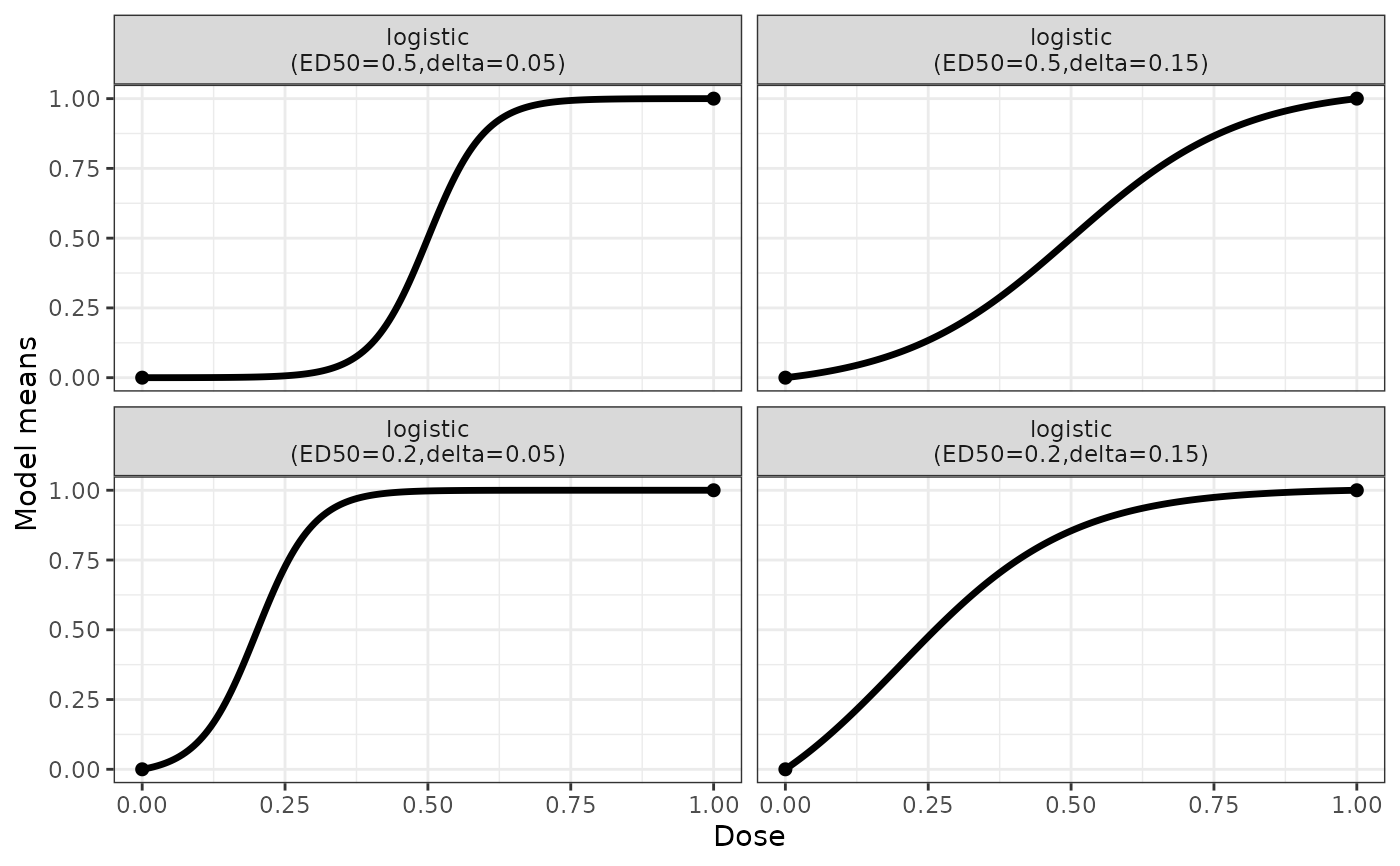 logistic
(ED50=0.5,delta=0.05)
logistic
(ED50=0.5,delta=0.15)
1.00
0.75
0.50
0.25
0.00
Model means
logistic
(ED50=0.2,delta=0.05)
logistic
(ED50=0.2,delta=0.15)
1.00
0.75
0.50
0.25
0.00
0.00 0.25 0.50 0.75 1.00 0.00 0.25 0.50 0.75 1.00
Dose